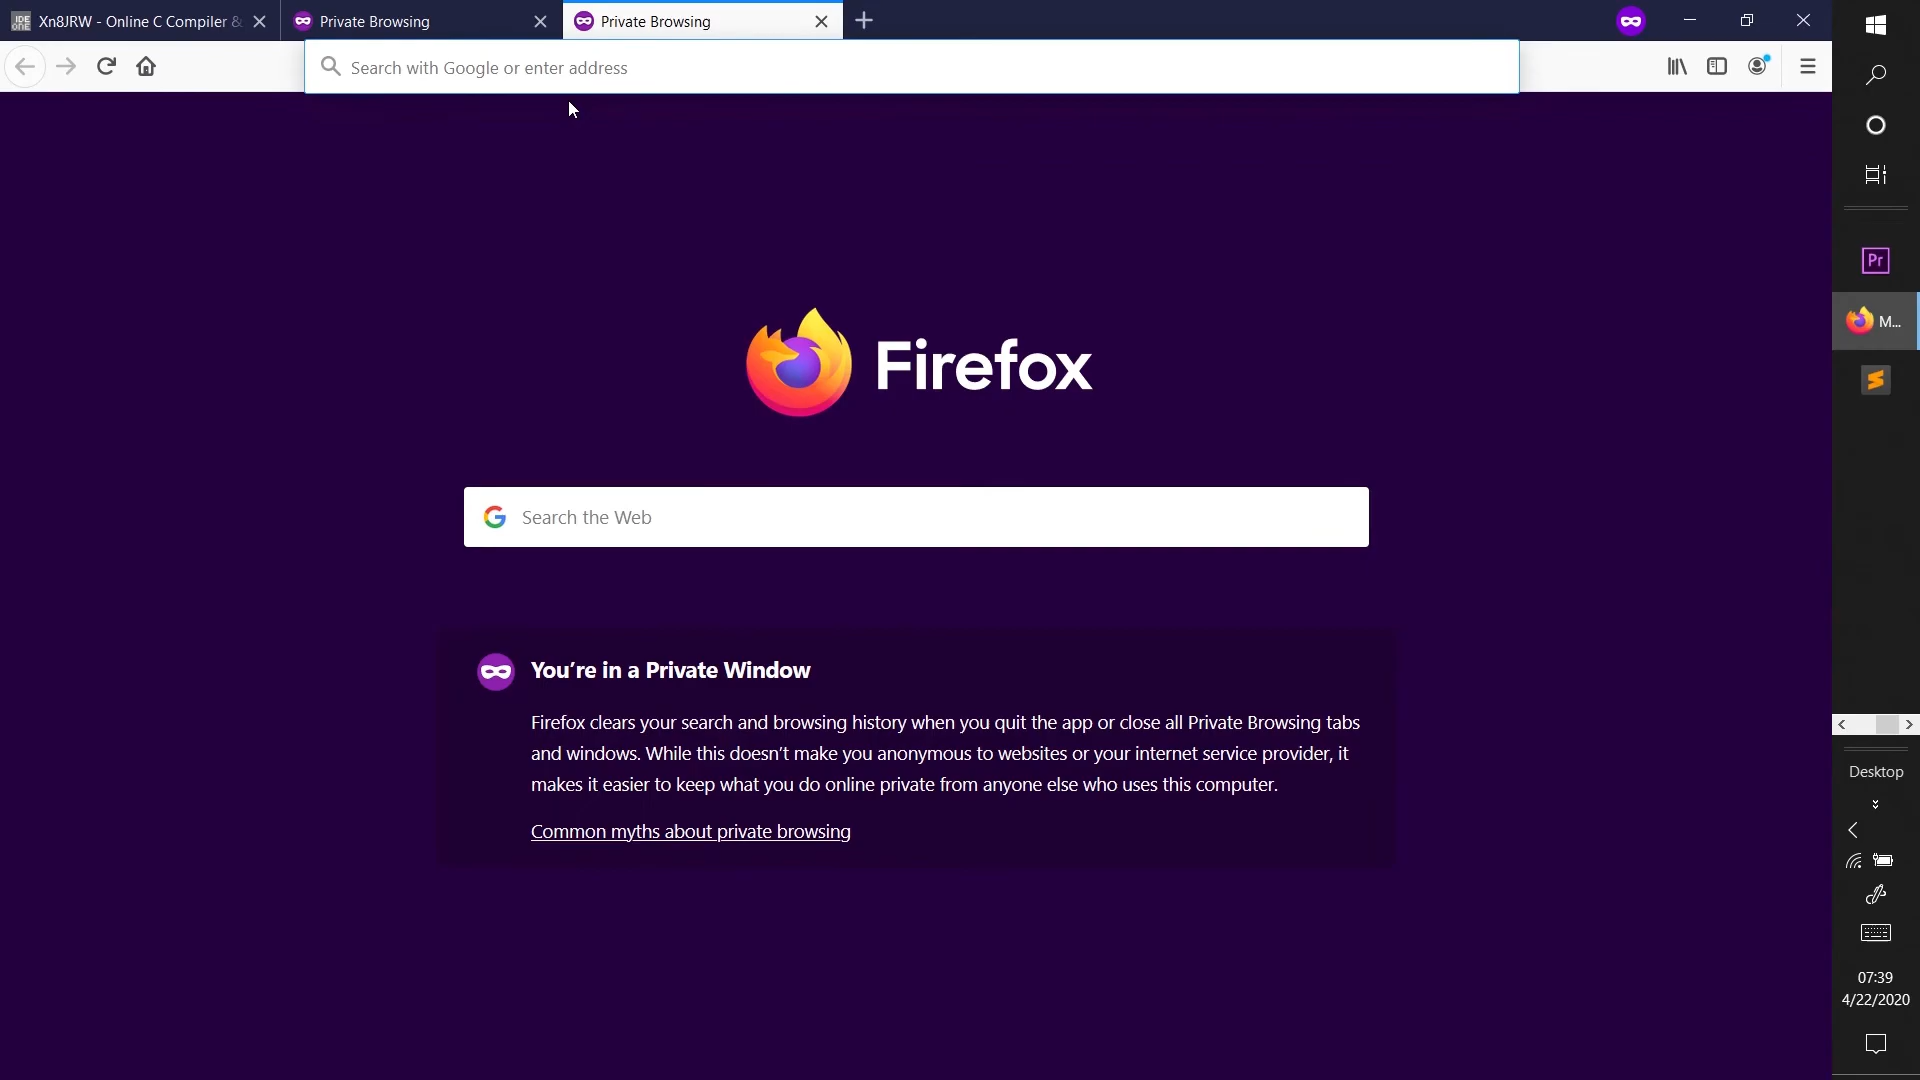 Xn8JRW - Online C Compiler &
Private Browsing
Private Browsing
Search with Google or enter address
Firefox
Search the Web
You’re in a Private Window
Firefox clears your search and browsing history when you quit the app or close all Private Browsing tabs
and windows. While this doesn’t make you anonymous to websites or your internet service provider, it
makes it easier to keep what you do online private from anyone else who uses this computer.
Common myths about private browsing
IDE
ONE
Pr
M...
Desktop
07:39
4/22/2020